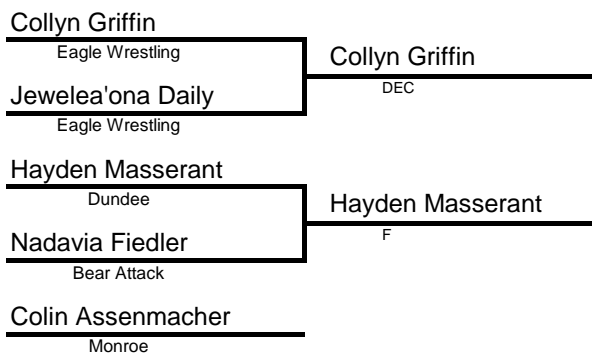 Collyn Griffin
Eagle Wrestling
Collyn Griffin
DEC
Jewelea'ona Daily
Eagle Wrestling
Hayden Masserant
Dundee
Hayden Masserant
F
Nadavia Fiedler
Bear Attack
Colin Assenmacher
Monroe